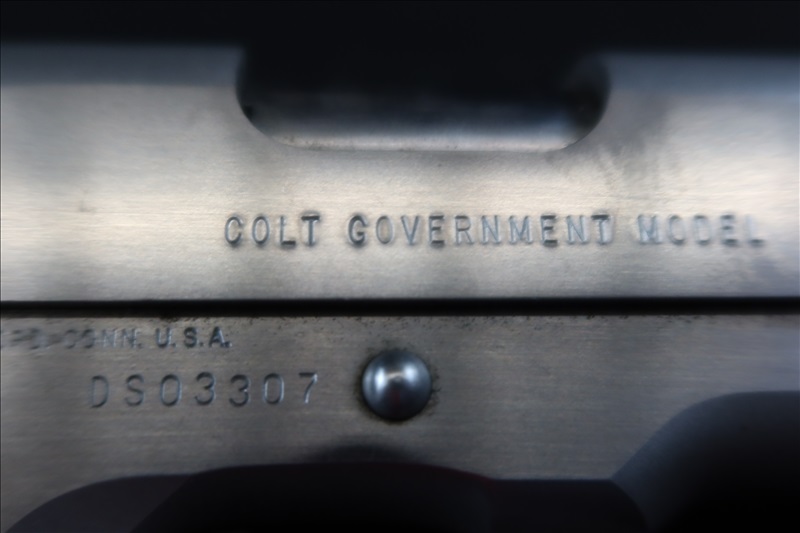 COLT GOVERNMENT MODEL
CONN. U.S.A.
DS03307